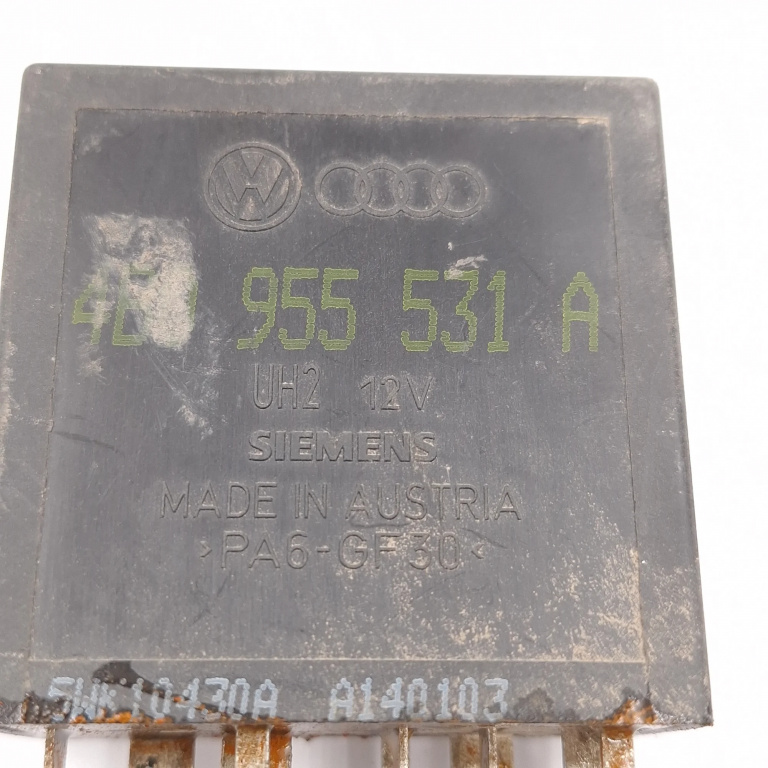 955 531 A
UH2 12V
SIEMENS
MADE IN AUSTRIA
>PA6-GF30<
5WK10430A A140103